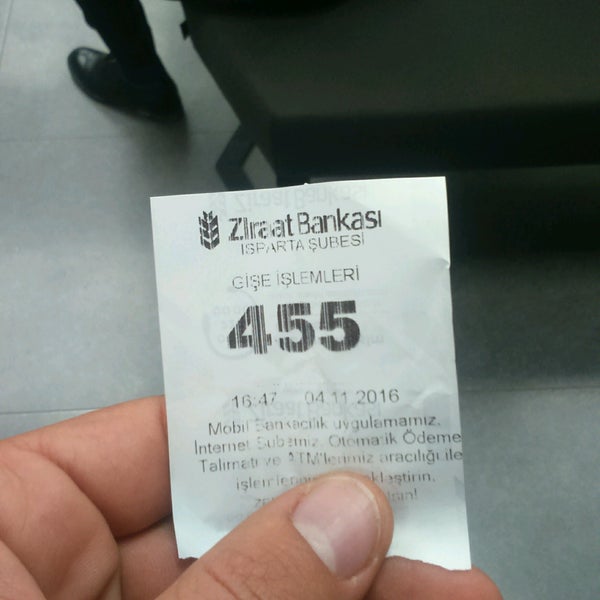 Ziraat Bankası
ISPARTA ŞUBESİ
GİŞE İŞLEMLERİ
455
16:47 04.11.2016
Mobil Bankacılık uygulamamız,
İnternet Şubemiz, Otomatik Ödeme
Talimatı ve ATM'lerimiz aracılığı ile